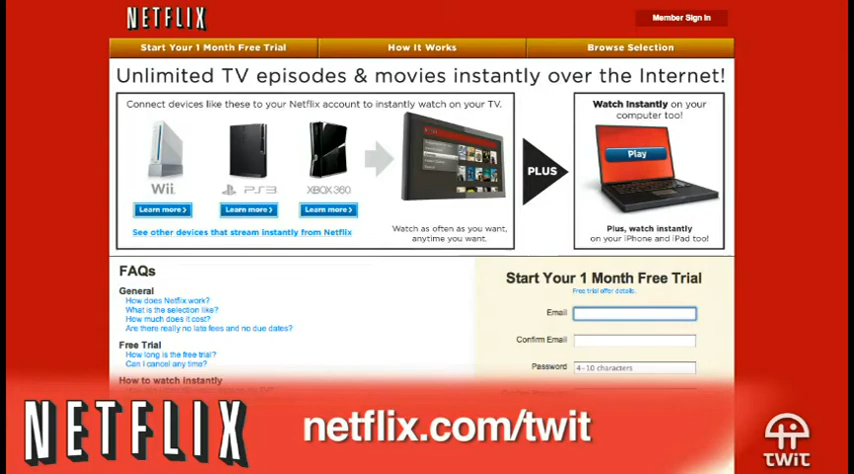 NETFLIX
Member Sign In
Start Your 1 Month Free Trial
How It Works
Browse Selection
Unlimited TV episodes & movies instantly over the Internet!
Connect devices like these to your Netflix account to instantly watch on your TV.
Wii
PS3
XBOX 360
Learn more >
Learn more >
Learn more >
See other devices that stream instantly from Netflix
Watch as often as you want,
anytime you want.
PLUS
Watch Instantly on your
computer too!
Play
Plus, watch instantly
on your iPhone and iPad too!
FAQs
General
How does Netflix work?
What is the selection like?
How much does it cost?
Are there really no late fees and no due dates?
Free Trial
How long is the free trial?
Can I cancel any time?
How to watch instantly
Start Your 1 Month Free Trial
Free trial offer details.
Email
Confirm Email
Password
4-10 characters
NETFLIX
netflix.com/twit
TWiT